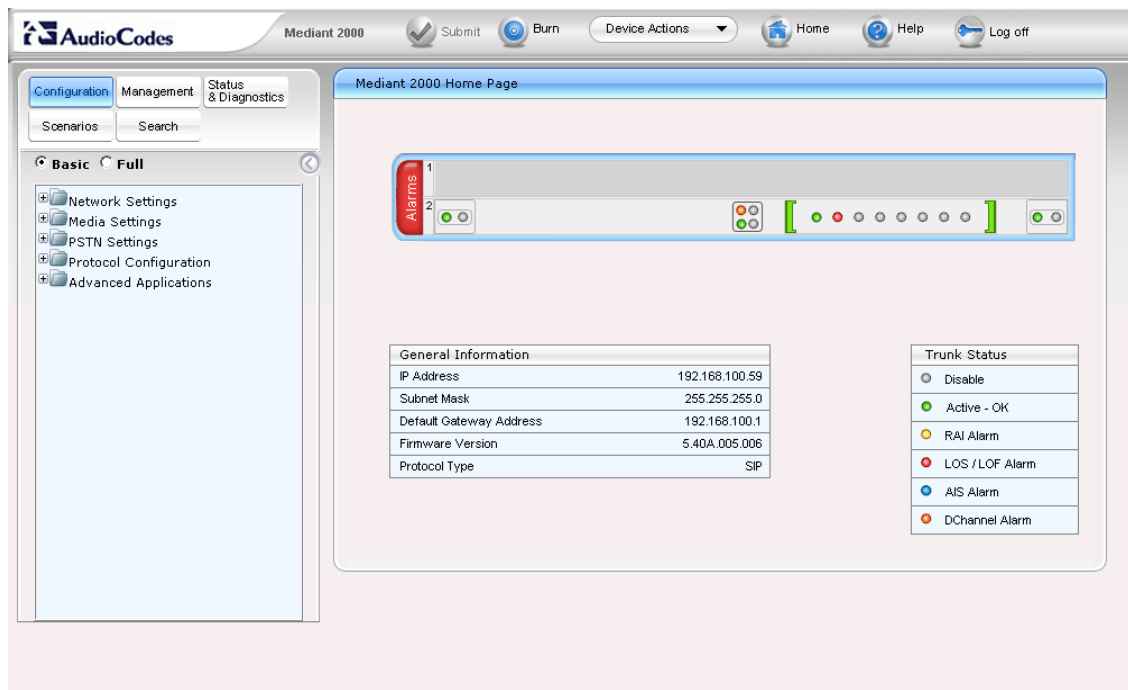 AudioCodes
Mediant 2000
Submit
Burn
Device Actions
Home
Help
Log off
Configuration
Management
Status
& Diagnostics
Scenarios
Search
Basic
Full
Network Settings
Media Settings
PSTN Settings
Protocol Configuration
Advanced Applications
Mediant 2000 Home Page
Alarms
1
2
General Information
IP Address 192.168.100.59
Subnet Mask 255.255.255.0
Default Gateway Address 192.168.100.1
Firmware Version 5.40A.005.006
Protocol Type SIP
Trunk Status
Disable
Active - OK
RAI Alarm
LOS / LOF Alarm
AIS Alarm
DChannel Alarm